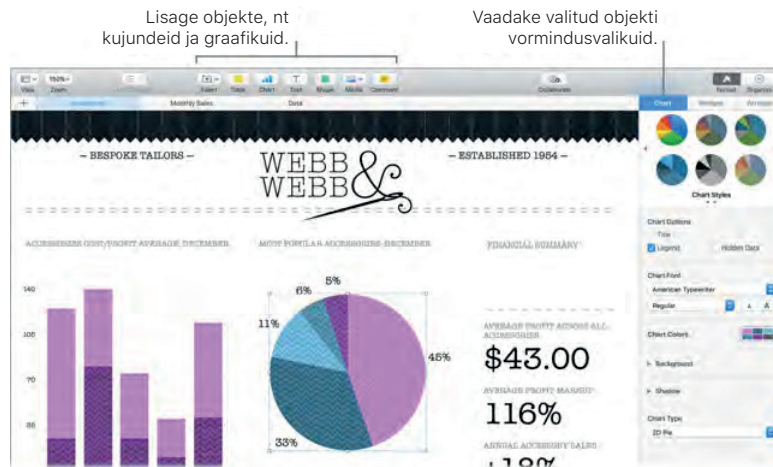 Lisage objekte, nt
kujundeid ja graafikuid.
Vaadake valitud objekti
vormindusvalikuid.
View
Zoom
150%
Insert
Table
Chart
Text
Shape
Media
Comment
Collaborate
Format
Organize
Monthly Sales
Data
Chart
– BESPOKE TAILORS –
WEBB &
WEBB
– ESTABLISHED 1954 –
Chart Styles
ACCESSORIES COST/PROFIT AVERAGE, DECEMBER
MOST POPULAR ACCESSORIES, DECEMBER
FINANCIAL SUMMARY
140
105
70
35
5%
6%
11%
45%
33%
AVERAGE PROFIT ACROSS ALL
ACCESSORIES
$43.00
AVERAGE PROFIT MARKUP
116%
ANNUAL ACCESSORY SALES
+18%
Chart Options
Title
Legend
Hidden Data
Chart Font
American Typewriter
Regular
A
A
Chart Colors
Background
Shadow
Chart Type
2D Pie